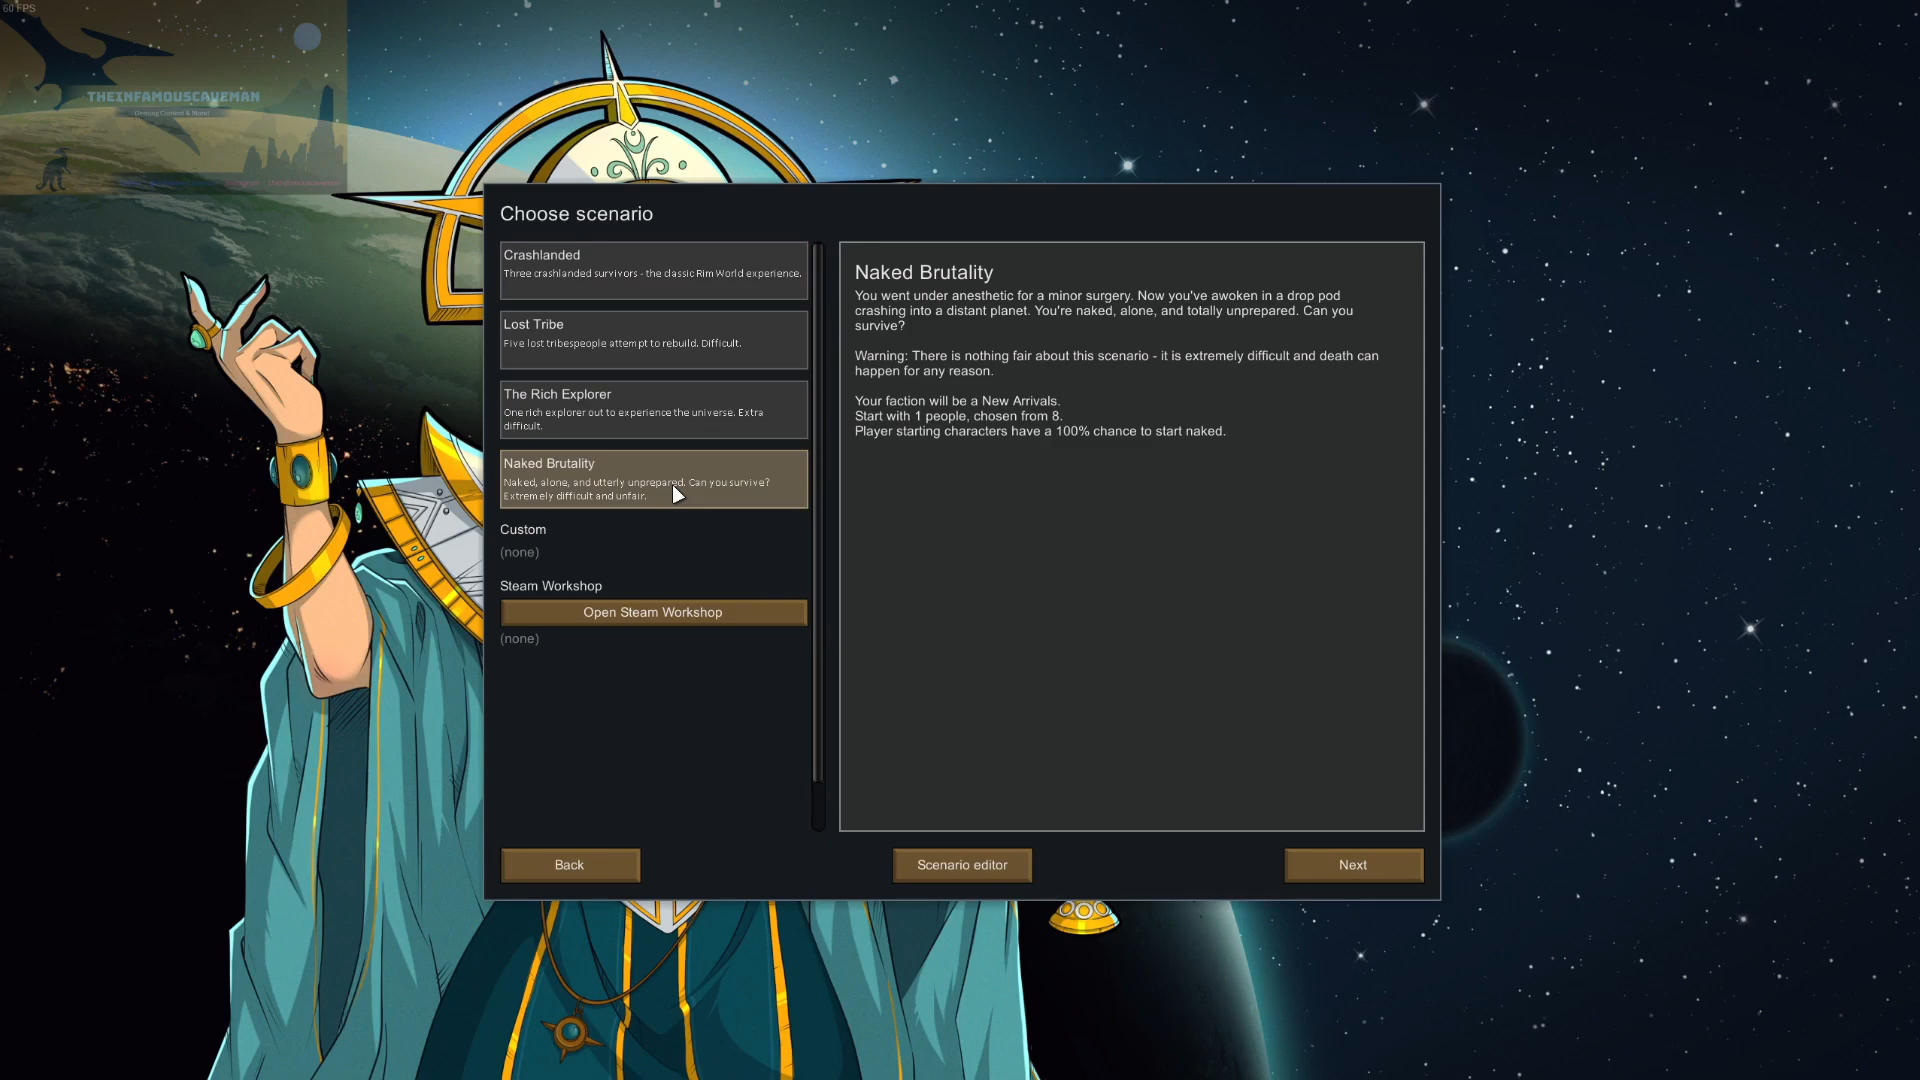 60 FPS
THEINFAMOUSCAVEMAN
Gaming Content & More!
Choose scenario
Crashlanded
Three crashlanded survivors - the classic RimWorld experience.
Lost Tribe
Five lost tribespeople attempt to rebuild. Difficult.
The Rich Explorer
One rich explorer out to experience the universe. Extra
difficult.
Naked Brutality
Naked, alone, and utterly unprepared. Can you survive?
Extremely difficult and unfair.
Custom
(none)
Steam Workshop
Open Steam Workshop
(none)
Naked Brutality
You went under anesthetic for a minor surgery. Now you've awoken in a drop pod
crashing into a distant planet. You're naked, alone, and totally unprepared. Can you
survive?
Warning: There is nothing fair about this scenario - it is extremely difficult and death can
happen for any reason.
Your faction will be a New Arrivals.
Start with 1 people, chosen from 8.
Player starting characters have a 100% chance to start naked.
Back
Scenario editor
Next